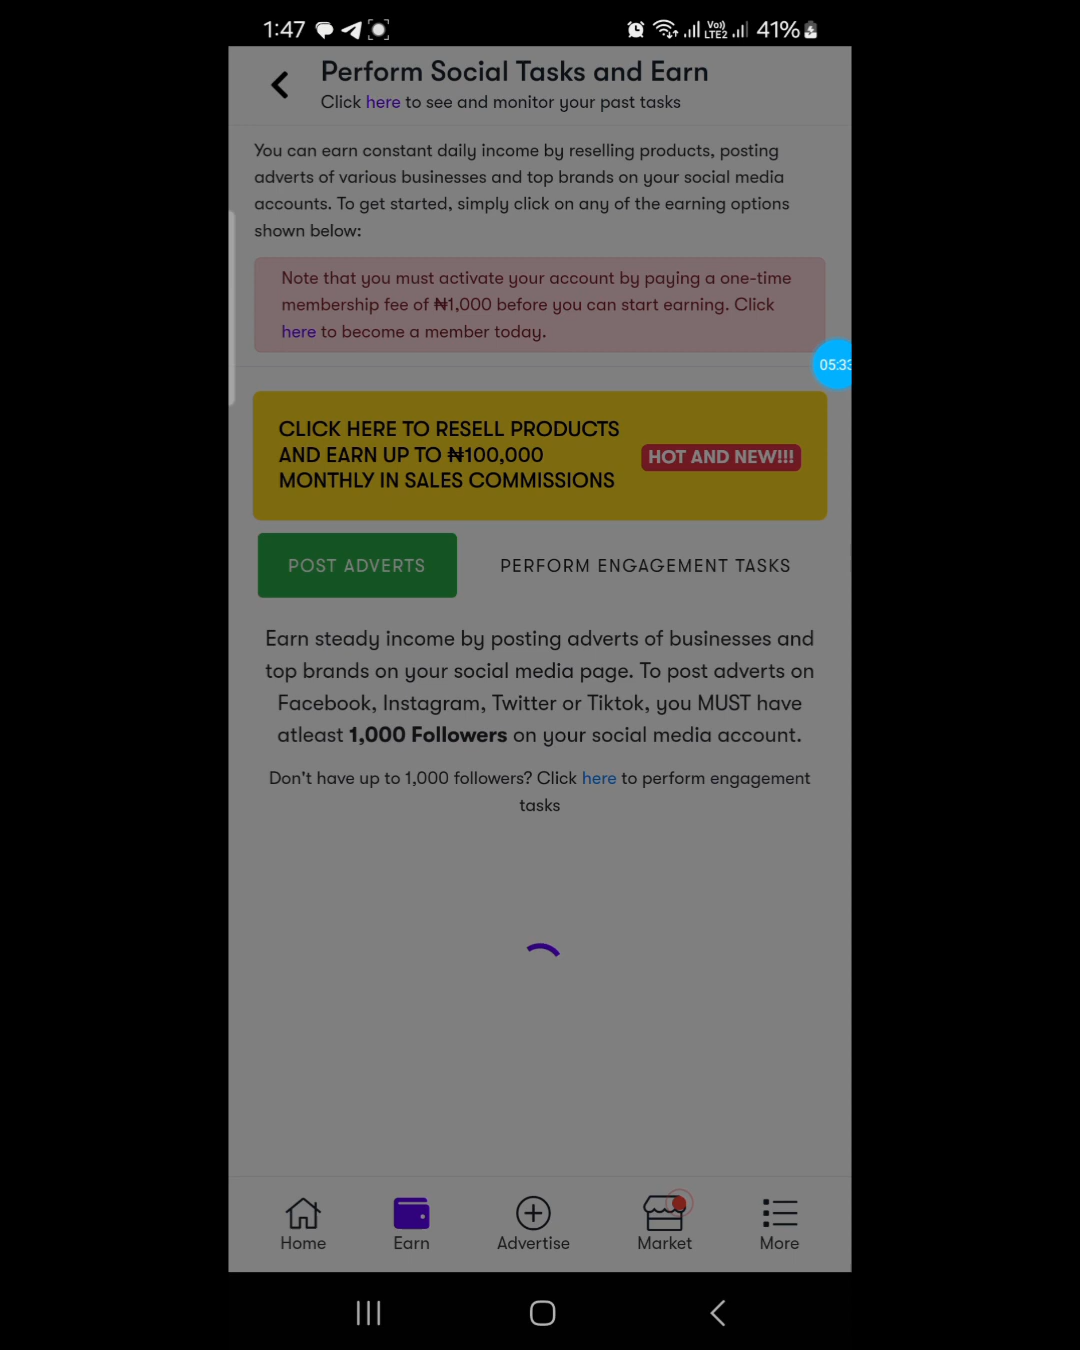 1:47
Vo)) LTE2 41%
Perform Social Tasks and Earn
Click here to see and monitor your past tasks
You can earn constant daily income by reselling products, posting
adverts of various businesses and top brands on your social media
accounts. To get started, simply click on any of the earning options
shown below:
Note that you must activate your account by paying a one-time
membership fee of ₦1,000 before you can start earning. Click
here to become a member today.
05:33
CLICK HERE TO RESELL PRODUCTS
AND EARN UP TO ₦100,000
MONTHLY IN SALES COMMISSIONS
HOT AND NEW!!!
POST ADVERTS
PERFORM ENGAGEMENT TASKS
Earn steady income by posting adverts of businesses and
top brands on your social media page. To post adverts on
Facebook, Instagram, Twitter or Tiktok, you MUST have
atleast 1,000 Followers on your social media account.
Don't have up to 1,000 followers? Click here to perform engagement
tasks
Home
Earn
Advertise
Market
More